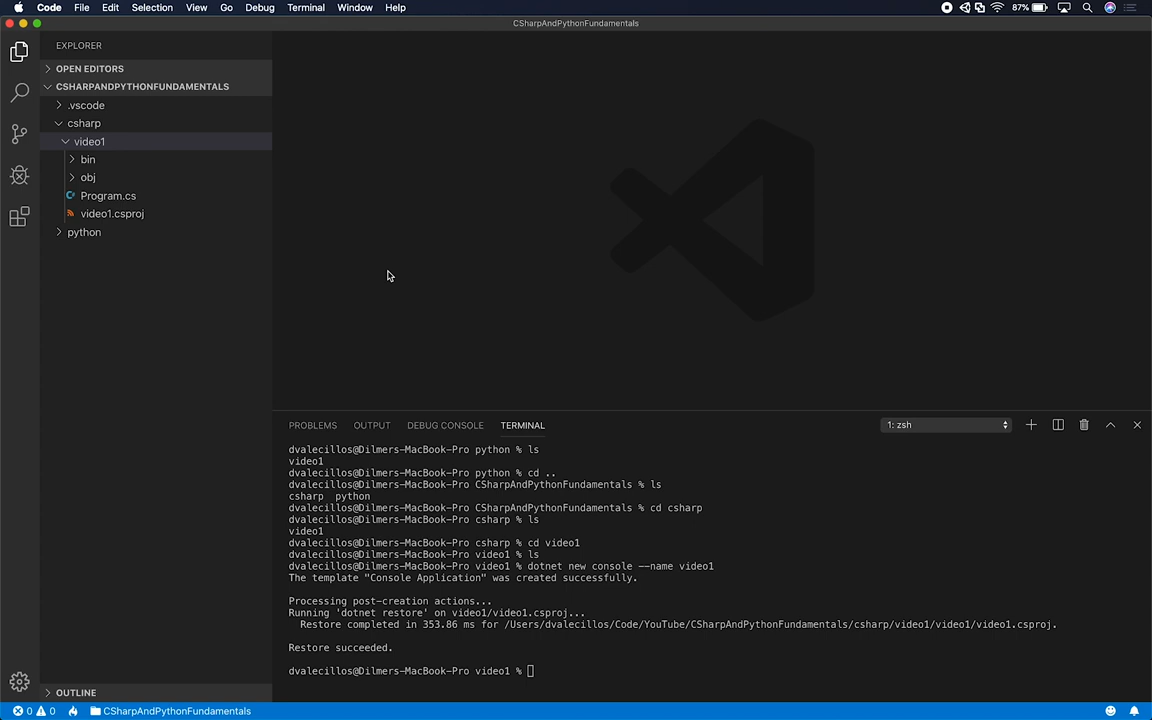 Code File Edit Selection View Go Debug Terminal Window Help 87%
CSharpAndPythonFundamentals
EXPLORER
OPEN EDITORS
CSHARPANDPYTHONFUNDAMENTALS
.vscode
csharp
video1
bin
obj
C# Program.cs
video1.csproj
python
OUTLINE
PROBLEMS OUTPUT DEBUG CONSOLE TERMINAL 1: zsh
dvalecillos@Dilmers-MacBook-Pro python % ls
video1
dvalecillos@Dilmers-MacBook-Pro python % cd ..
dvalecillos@Dilmers-MacBook-Pro CSharpAndPythonFundamentals % ls
csharp python
dvalecillos@Dilmers-MacBook-Pro CSharpAndPythonFundamentals % cd csharp
dvalecillos@Dilmers-MacBook-Pro csharp % ls
video1
dvalecillos@Dilmers-MacBook-Pro csharp % cd video1
dvalecillos@Dilmers-MacBook-Pro video1 % ls
dvalecillos@Dilmers-MacBook-Pro video1 % dotnet new console --name video1
The template "Console Application" was created successfully.
Processing post-creation actions...
Running 'dotnet restore' on video1/video1.csproj...
Restore completed in 353.86 ms for /Users/dvalecillos/Code/YouTube/CSharpAndPythonFundamentals/csharp/video1/video1/video1.csproj.
Restore succeeded.
dvalecillos@Dilmers-MacBook-Pro video1 %
0 0 CSharpAndPythonFundamentals